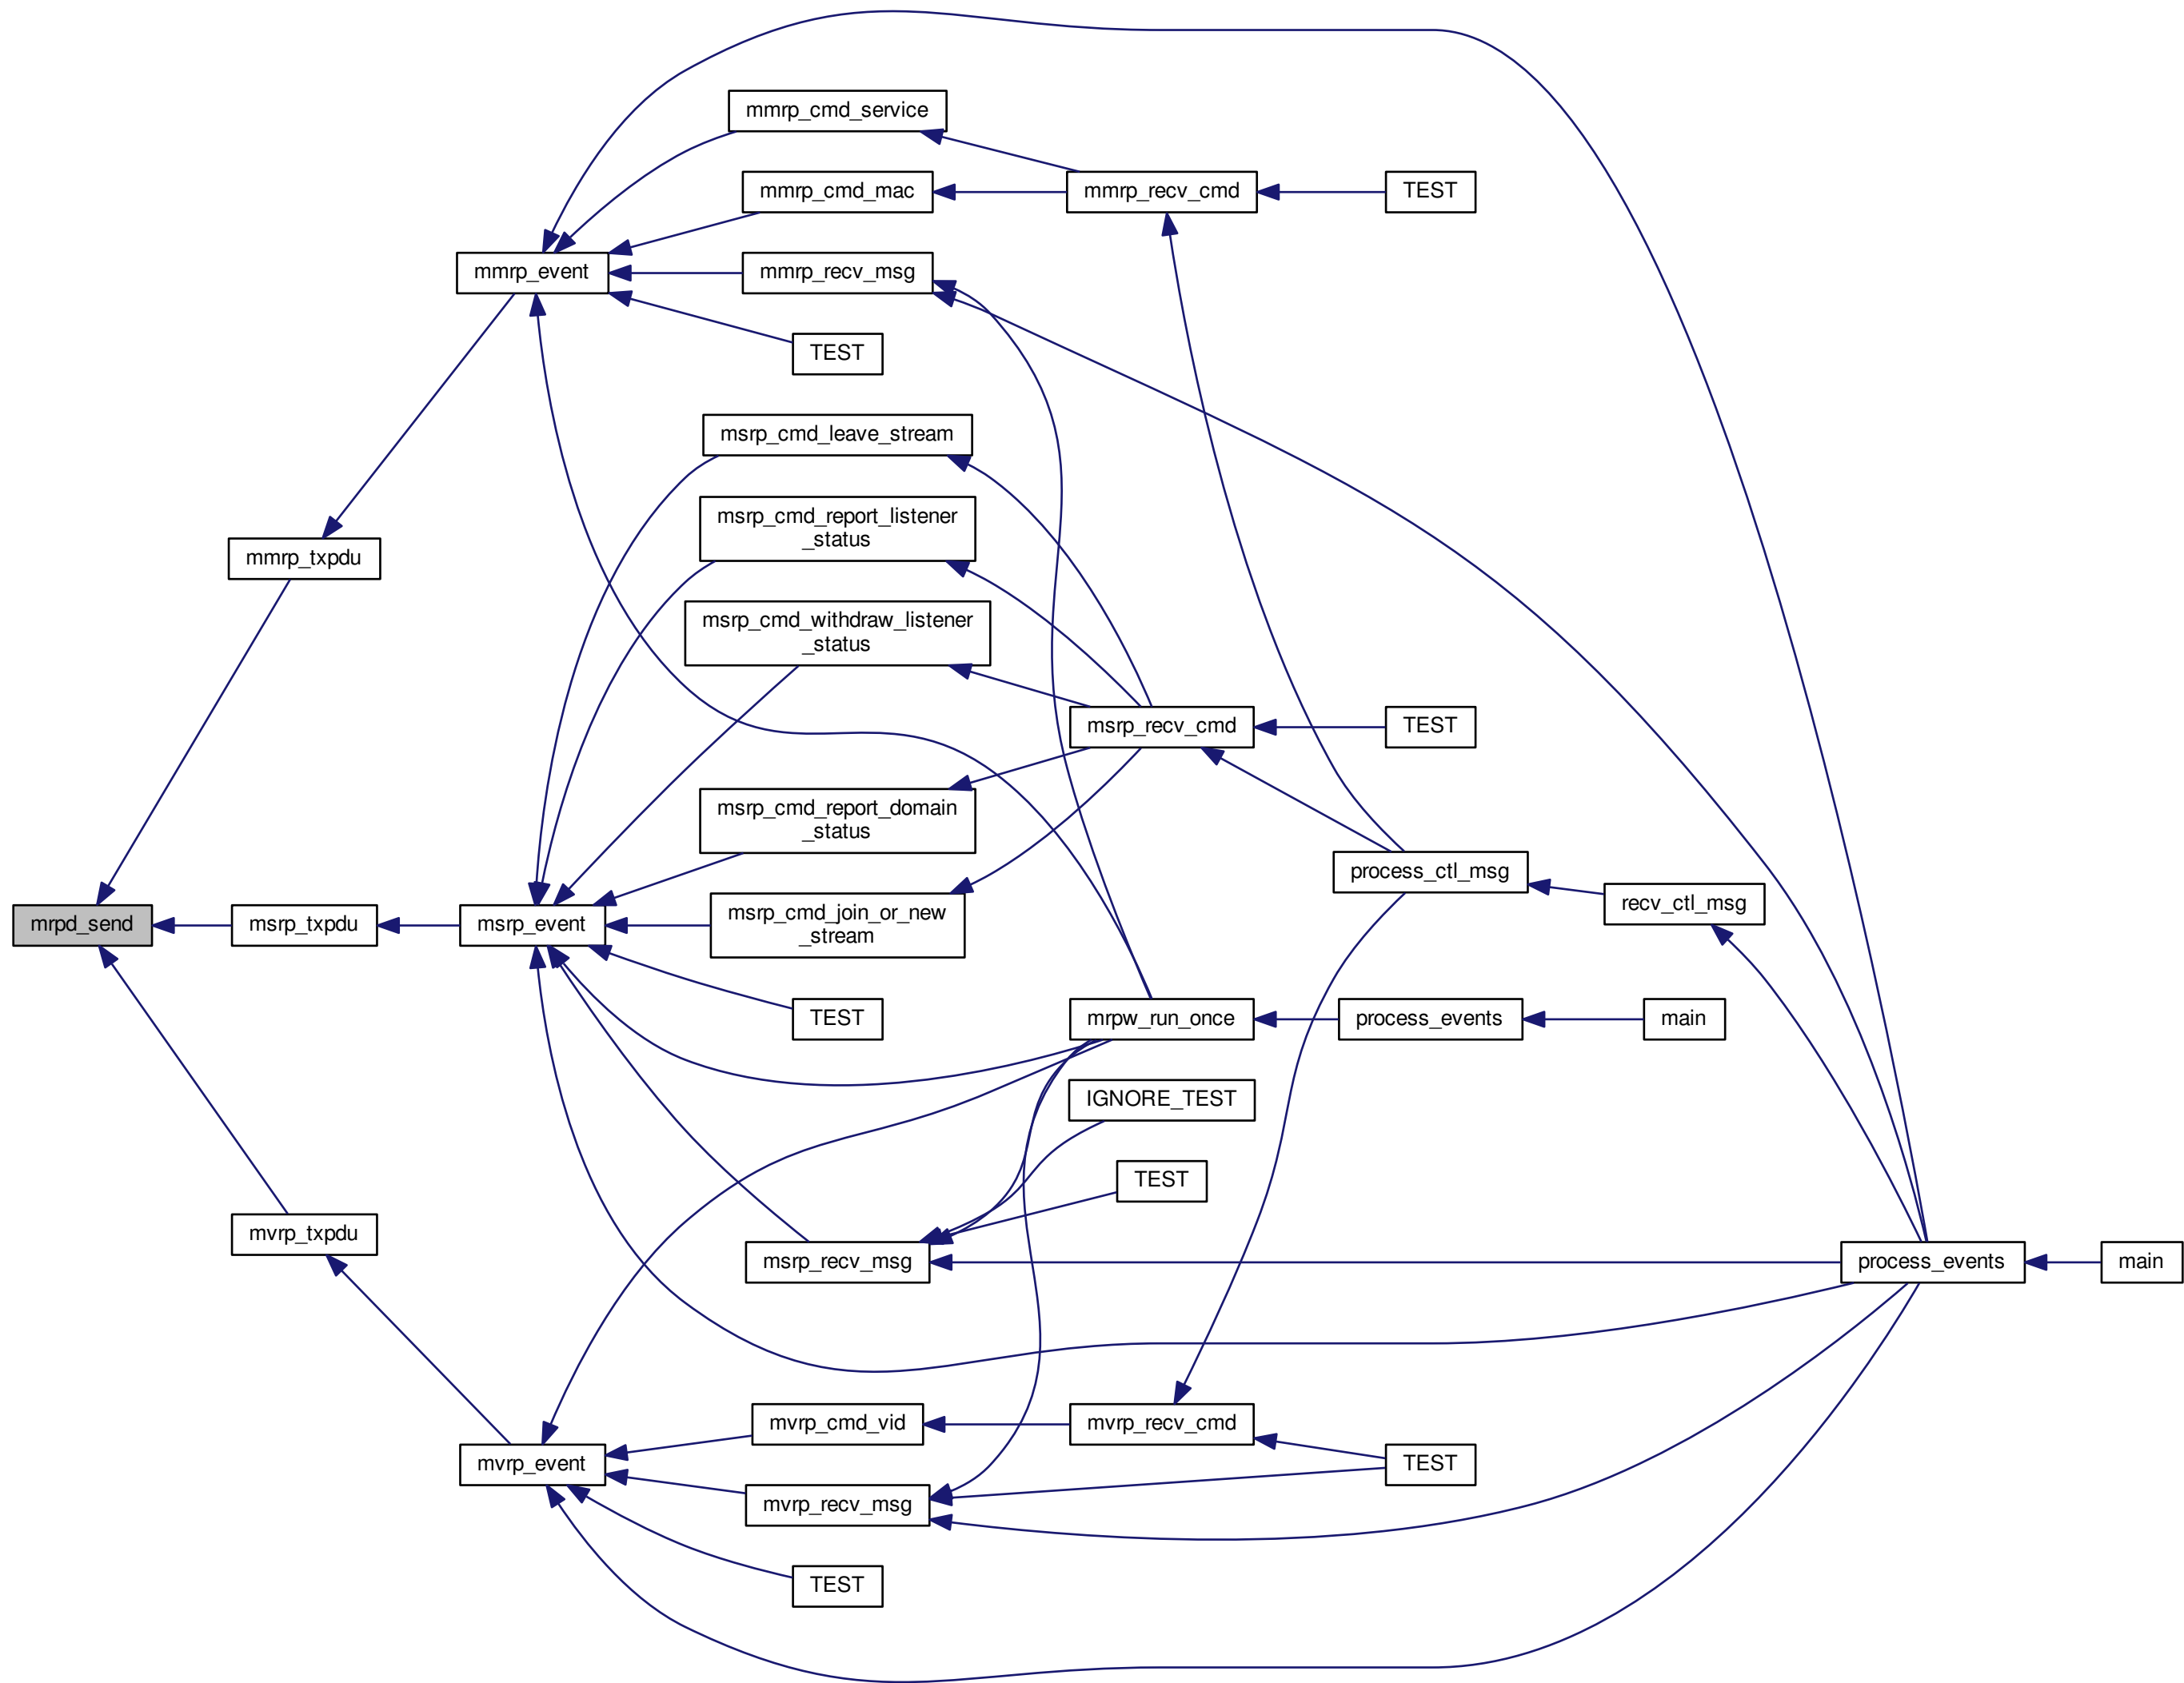 mmrp_cmd_service
mmrp_cmd_mac
mmrp_recv_cmd
TEST
mmrp_event
mmrp_recv_msg
TEST
msrp_cmd_leave_stream
msrp_cmd_report_listener
_status
mmrp_txpdu
msrp_cmd_withdraw_listener
_status
msrp_recv_cmd
TEST
msrp_cmd_report_domain
_status
process_ctl_msg
recv_ctl_msg
mrpd_send
msrp_txpdu
msrp_event
msrp_cmd_join_or_new
_stream
TEST
mrpw_run_once
process_events
main
IGNORE_TEST
TEST
mvrp_txpdu
msrp_recv_msg
process_events
main
mvrp_cmd_vid
mvrp_recv_cmd
mvrp_event
TEST
mvrp_recv_msg
TEST